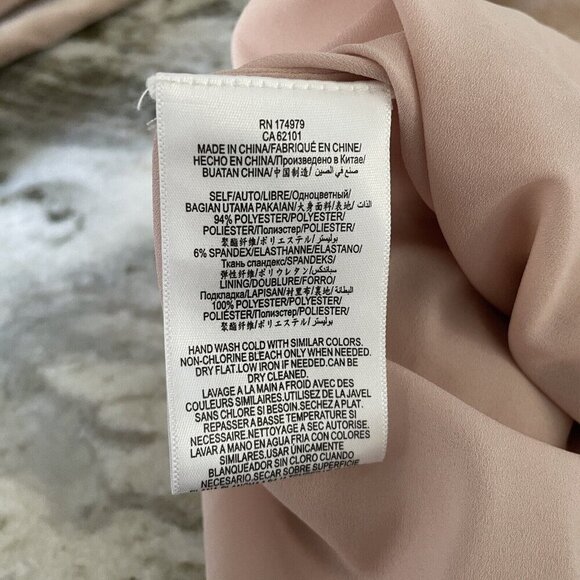 RN 174979
CA 62101
MADE IN CHINA/FABRIQUÉ EN CHINE/
HECHO EN CHINA/Произведено в Китае/
BUATAN CHINA/中国制造/ صنع في الصين/
SELF/AUTO/LIBRE/Одноцветный/
BAGIAN UTAMA PAKAIAN/大身面料/表地/ الذات/
94% POLYESTER/POLYESTER/
POLIÉSTER/Полиэстер/POLIESTER/
聚酯纤维/ポリエステル/بوليستر/
6% SPANDEX/ELASTHANNE/ELASTANO/
Ткань спандекс/SPANDEKS/
弹性纤维/ポリウレタン/سباندكس/
LINING/DOUBLURE/FORRO/
Подкладка/LAPISAN/衬里布/裏地/ البطانة/
100% POLYESTER/POLYESTER/
POLIÉSTER/Полиэстер/POLIESTER/
聚酯纤维/ポリエステル/بوليستر/
HAND WASH COLD WITH SIMILAR COLORS.
NON-CHLORINE BLEACH ONLY WHEN NEEDED.
DRY FLAT.LOW IRON IF NEEDED.CAN BE
DRY CLEANED.
LAVAGE A LA MAIN A FROID AVEC DES
COULEURS SIMILAIRES.UTILISEZ DE LA JAVEL
SANS CHLORE SI BESOIN.SECHEZ A PLAT.
REPASSER A BASSE TEMPERATURE SI
NECESSAIRE.NETTOYAGE A SEC AUTORISE.
LAVAR A MANO EN AGUA FRIA CON COLORES
SIMILARES.USAR ÚNICAMENTE
BLANQUEADOR SIN CLORO CUANDO
NECESARIO.SECAR SOBRE SUPERFICIE